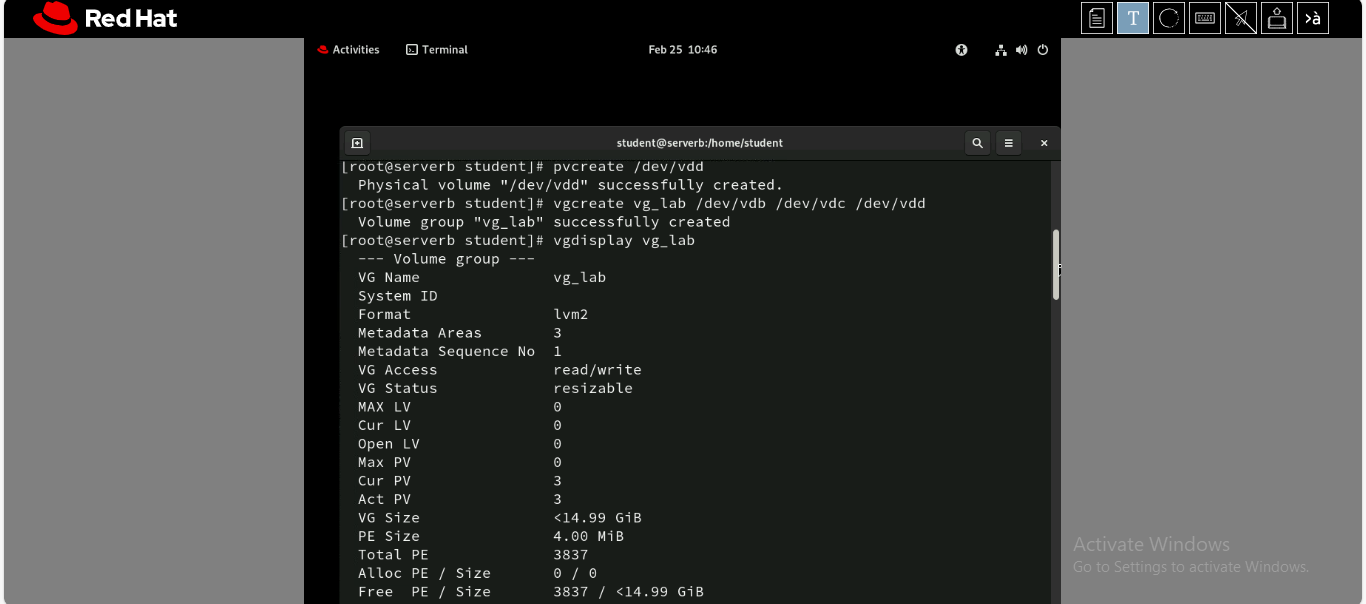 Red Hat
T
>à
Activities Terminal Feb 25 10:46
student@serverb:/home/student
[root@serverb student]# pvcreate /dev/vdd
  Physical volume "/dev/vdd" successfully created.
[root@serverb student]# vgcreate vg_lab /dev/vdb /dev/vdc /dev/vdd
  Volume group "vg_lab" successfully created
[root@serverb student]# vgdisplay vg_lab
  --- Volume group ---
  VG Name               vg_lab
  System ID
  Format                lvm2
  Metadata Areas        3
  Metadata Sequence No  1
  VG Access             read/write
  VG Status             resizable
  MAX LV                0
  Cur LV                0
  Open LV               0
  Max PV                0
  Cur PV                3
  Act PV                3
  VG Size               <14.99 GiB
  PE Size               4.00 MiB
  Total PE              3837
  Alloc PE / Size       0 / 0
  Free  PE / Size       3837 / <14.99 GiB
Activate Windows
Go to Settings to activate Windows.